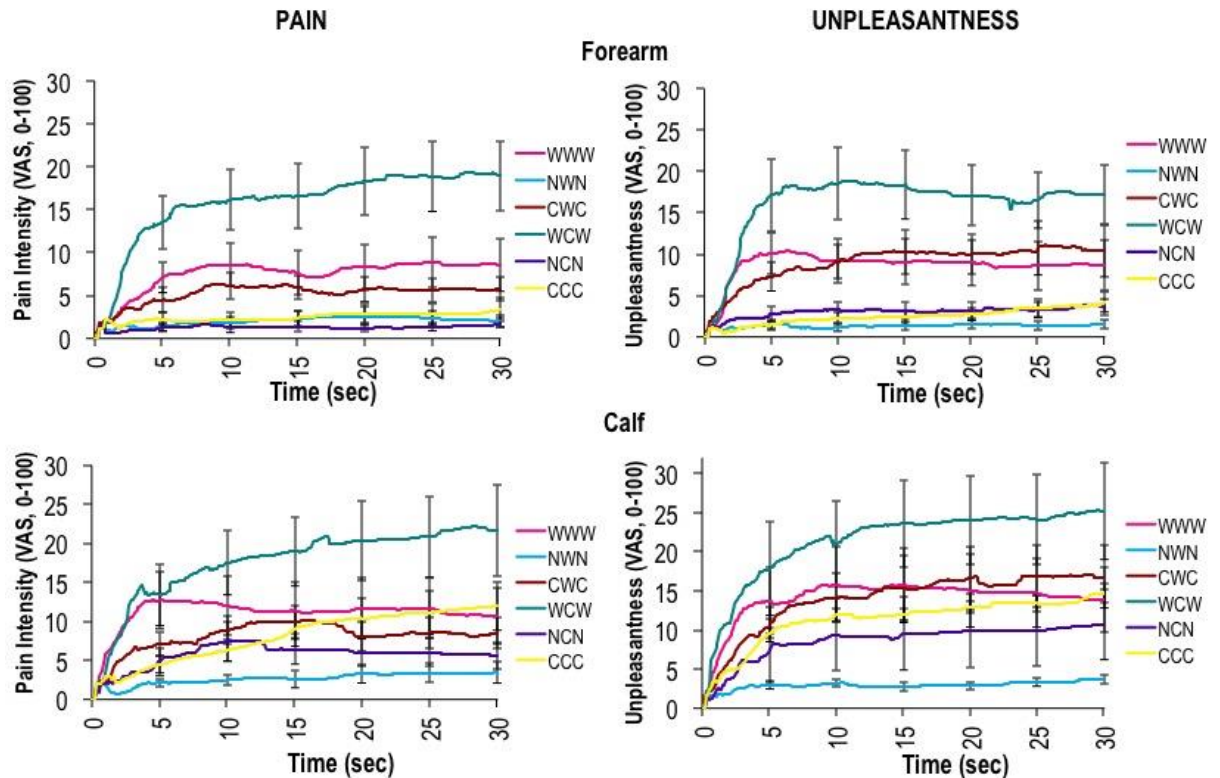 PAIN
UNPLEASANTNESS
Forearm
Pain Intensity (VAS, 0-100)
30
25
20
15
10
5
0
0
5
10
15
20
25
30
Time (sec)
WWW
NWN
CWC
WCW
NCN
CCC
Unpleasantness (VAS, 0-100)
30
25
20
15
10
5
0
0
5
10
15
20
25
30
Time (sec)
WWW
NWN
CWC
WCW
NCN
CCC
Calf
Pain Intensity (VAS, 0-100)
30
25
20
15
10
5
0
0
5
10
15
20
25
30
Time (sec)
WWW
NWN
CWC
WCW
NCN
CCC
Unpleasantness (VAS, 0-100)
30
25
20
15
10
5
0
0
5
10
15
20
25
30
Time (sec)
WWW
NWN
CWC
WCW
NCN
CCC